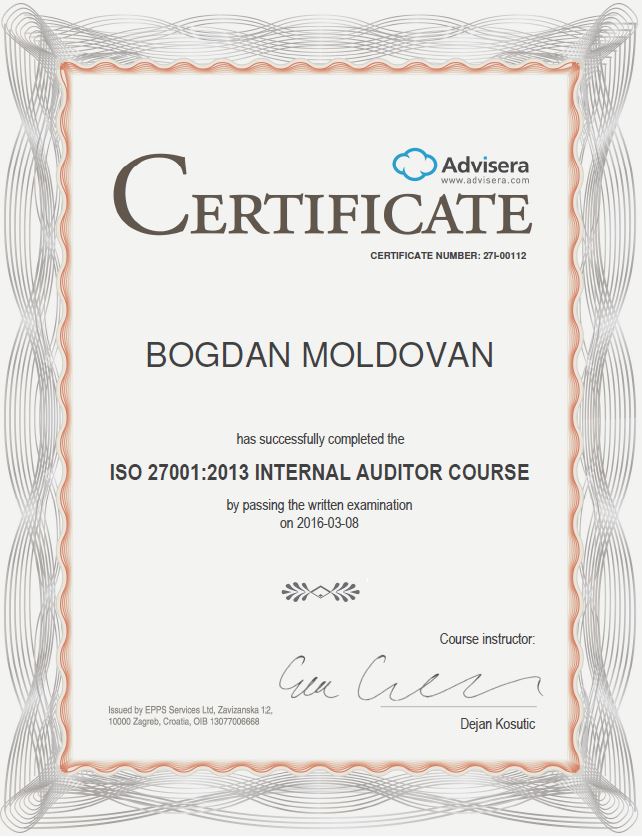 Advisera
www.advisera.com
CERTIFICATE
CERTIFICATE NUMBER: 27I-00112
BOGDAN MOLDOVAN
has successfully completed the
ISO 27001:2013 INTERNAL AUDITOR COURSE
by passing the written examination
on 2016-03-08
Course instructor:
Issued by EPPS Services Ltd, Zavizanska 12,
10000 Zagreb, Croatia, OIB 13077006668
Dejan Kosutic